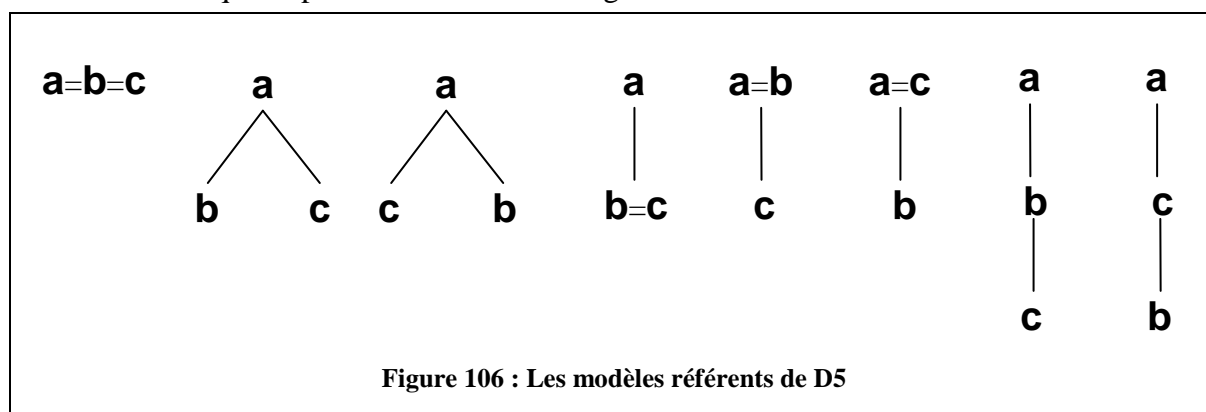 a=b=c a a a a=b a=c a a
b c c b b=c c b b c
c b
Figure 106 : Les modèles référents de D5